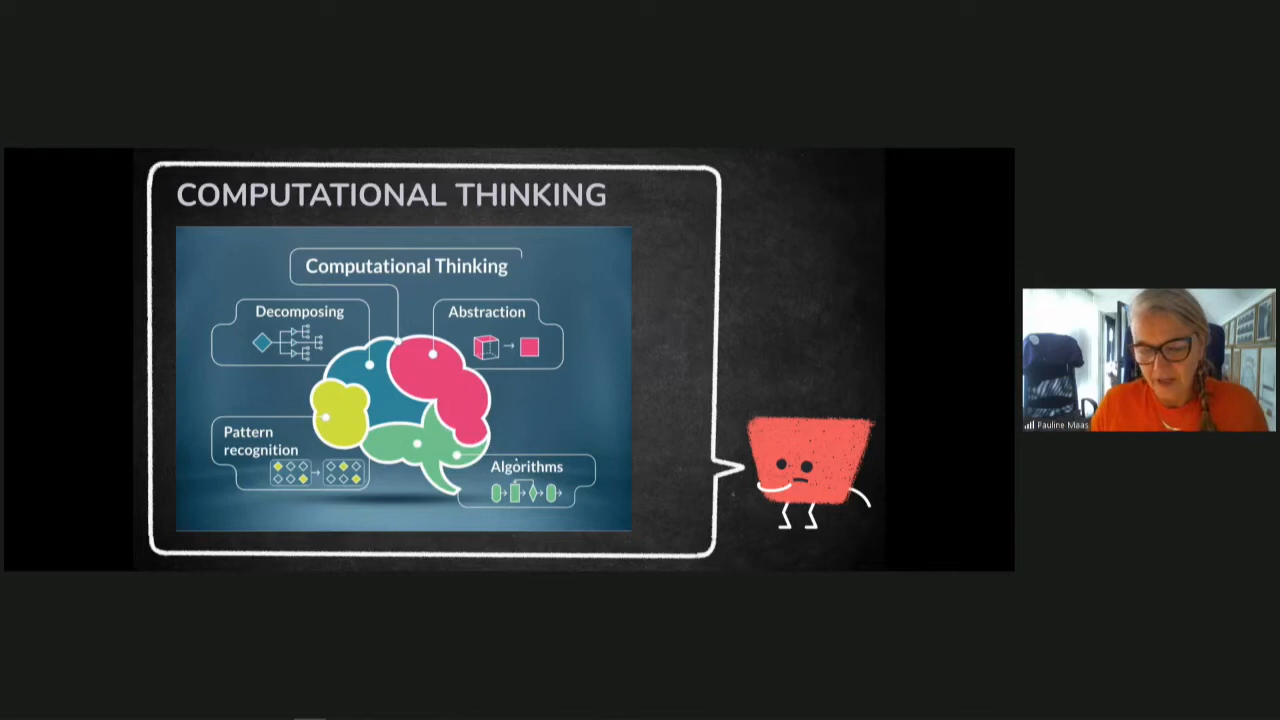 COMPUTATIONAL THINKING
Computational Thinking
Decomposing
Abstraction
Pattern
recognition
Algorithms
Pauline Maas